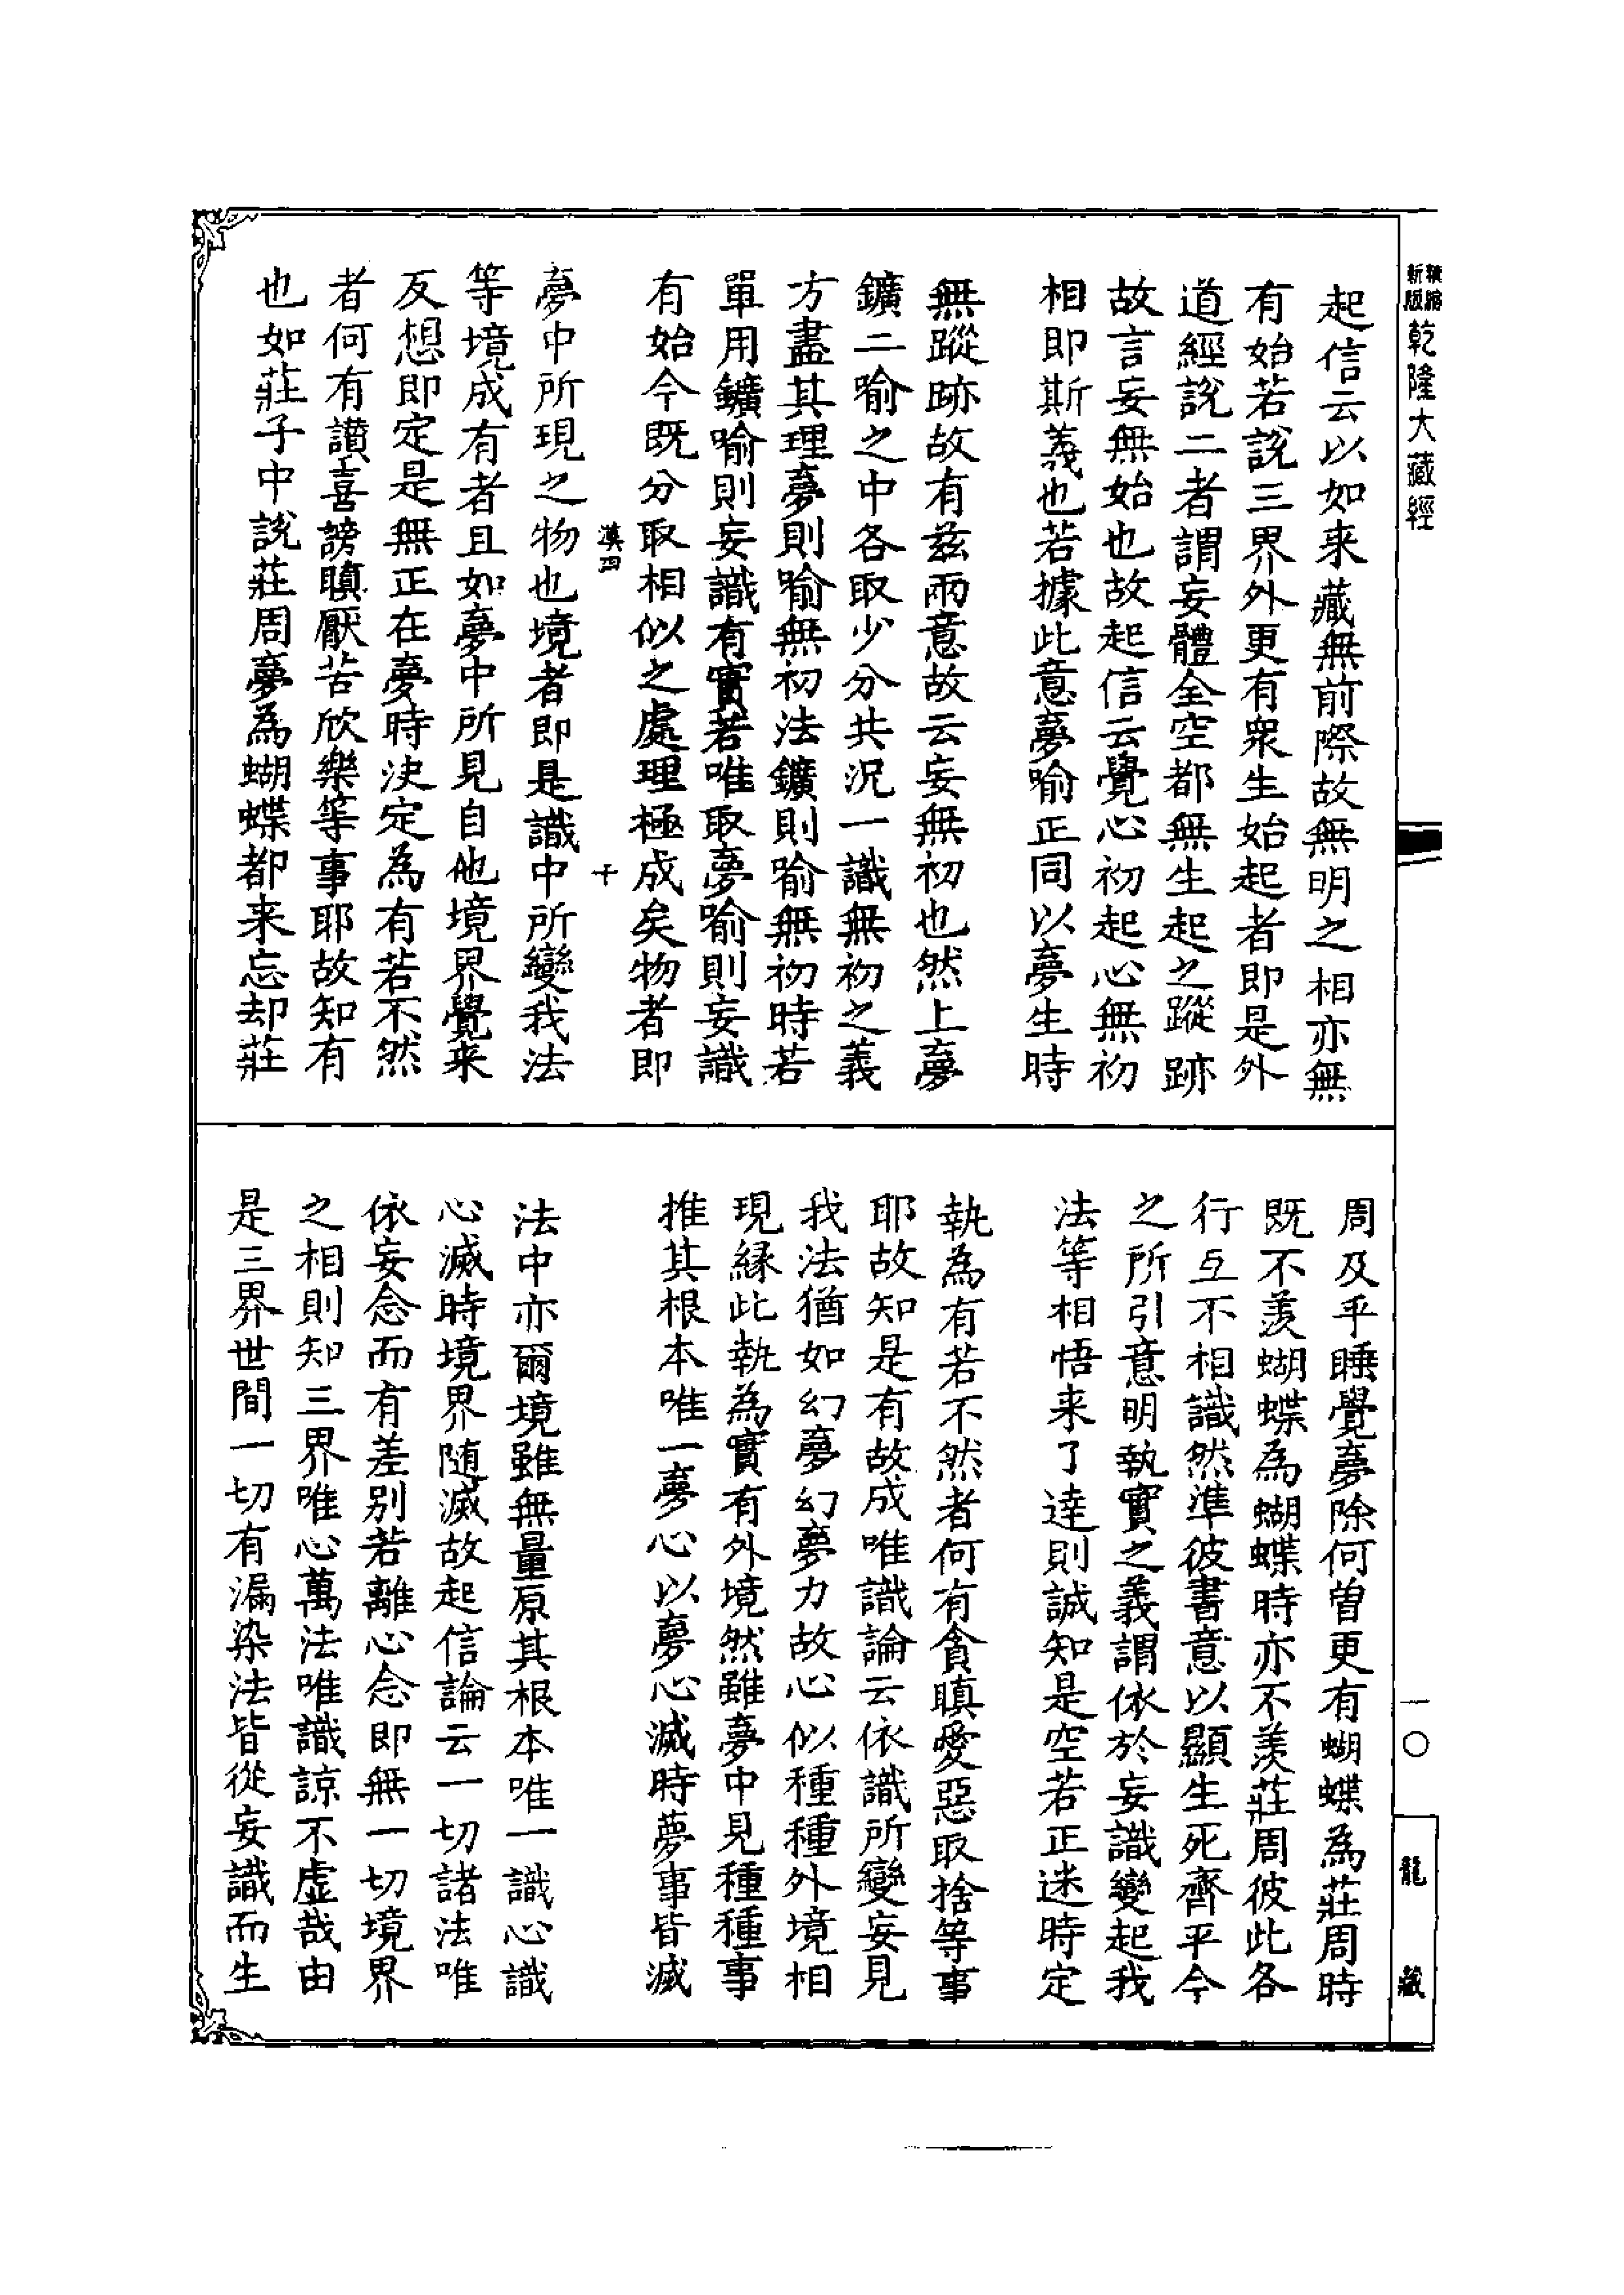 新版
精縮
乾隆大藏經
起信云以如来藏無前際故無明之相亦無
有始若說三界外更有衆生始起者即是外
道經説二者謂妄體全空都無生起之蹤跡
故言妄無始也故起信云覺心初起心無初
相即斯義也若據此意夢喻正同以夢生時
無蹤跡故有兹兩意故云妄無初也然上夢
鑛二喻之中各取少分共況一識無初之義
方盡其理夢則喻無初法鑛則喻無初時若
單用鑛喻則妄識有實若唯取夢喻則妄識
有始今既分取相似之處理極成矣物者即
漢四 十
夢中所現之物也境者即是識中所變我法
等境成有者且如夢中所見自他境界覺来
反想即定是無正在夢時決定為有若不然
者何有讃喜謗瞋厭苦欣樂等事耶故知有
也如莊子中說莊周夢為蝴蝶都来忘却莊
周及乎睡覺夢除何曽更有蝴蝶為莊周時
既不羡蝴蝶為蝴蝶時亦不羡莊周彼此各
行互不相識然準彼書意以顯生死齊平今
之所引意明執實之義謂依於妄識變起我
法等相悟来了達則誠知是空若正迷時定
執為有若不然者何有貪瞋愛惡取捨等事
耶故知是有故成唯識論云依識所變妄見
我法猶如幻夢幻夢力故心似種種外境相
現緣此執為實有外境然雖夢中見種種事
推其根本唯一夢心以夢心滅時夢事皆滅
法中亦爾境雖無量原其根本唯一識心識
心滅時境界随滅故起信論云一切諸法唯
依妄念而有差別若離心念即無一切境界
之相則知三界唯心萬法唯識諒不虚哉由
是三界世間一切有漏染法皆從妄識而生
一〇
龍藏